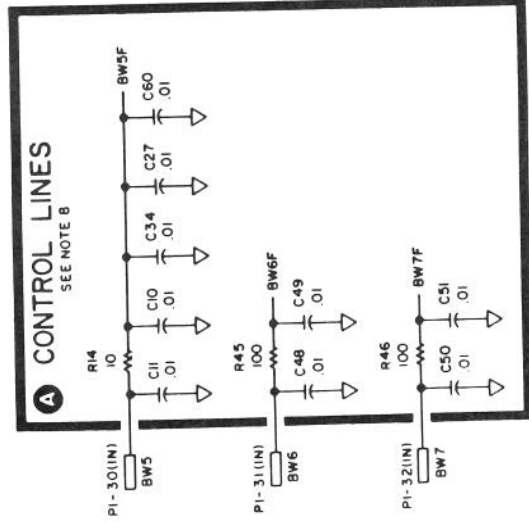 A CONTROL LINES
SEE NOTE 8
P1-30(IN)
BW5
R14
10
C11
.01
C10
.01
C34
.01
C27
.01
C60
.01
BW5F
P1-31(IN)
BW6
R45
100
C48
.01
C49
.01
BW6F
P1-32(IN)
BW7
R46
100
C50
.01
C51
.01
BW7F